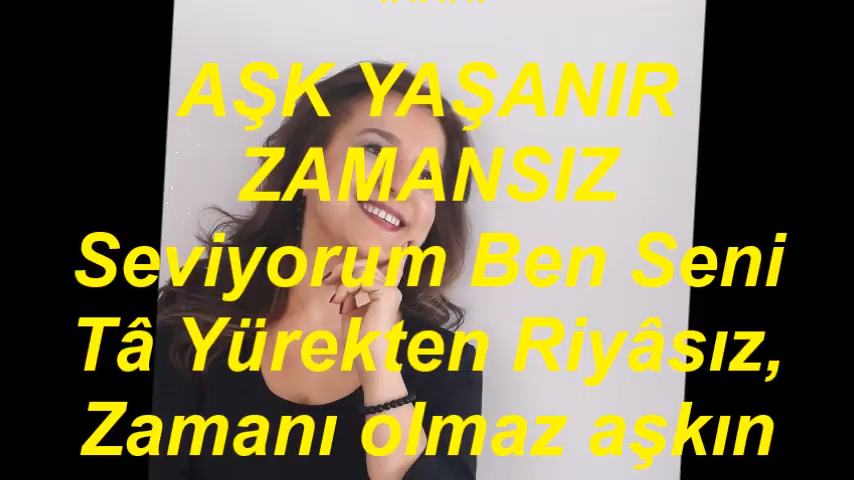 AŞK YAŞANIR
ZAMANSIZ
Seviyorum Ben Seni
Tâ Yürekten Riyâsız,
Zamanı olmaz aşkın